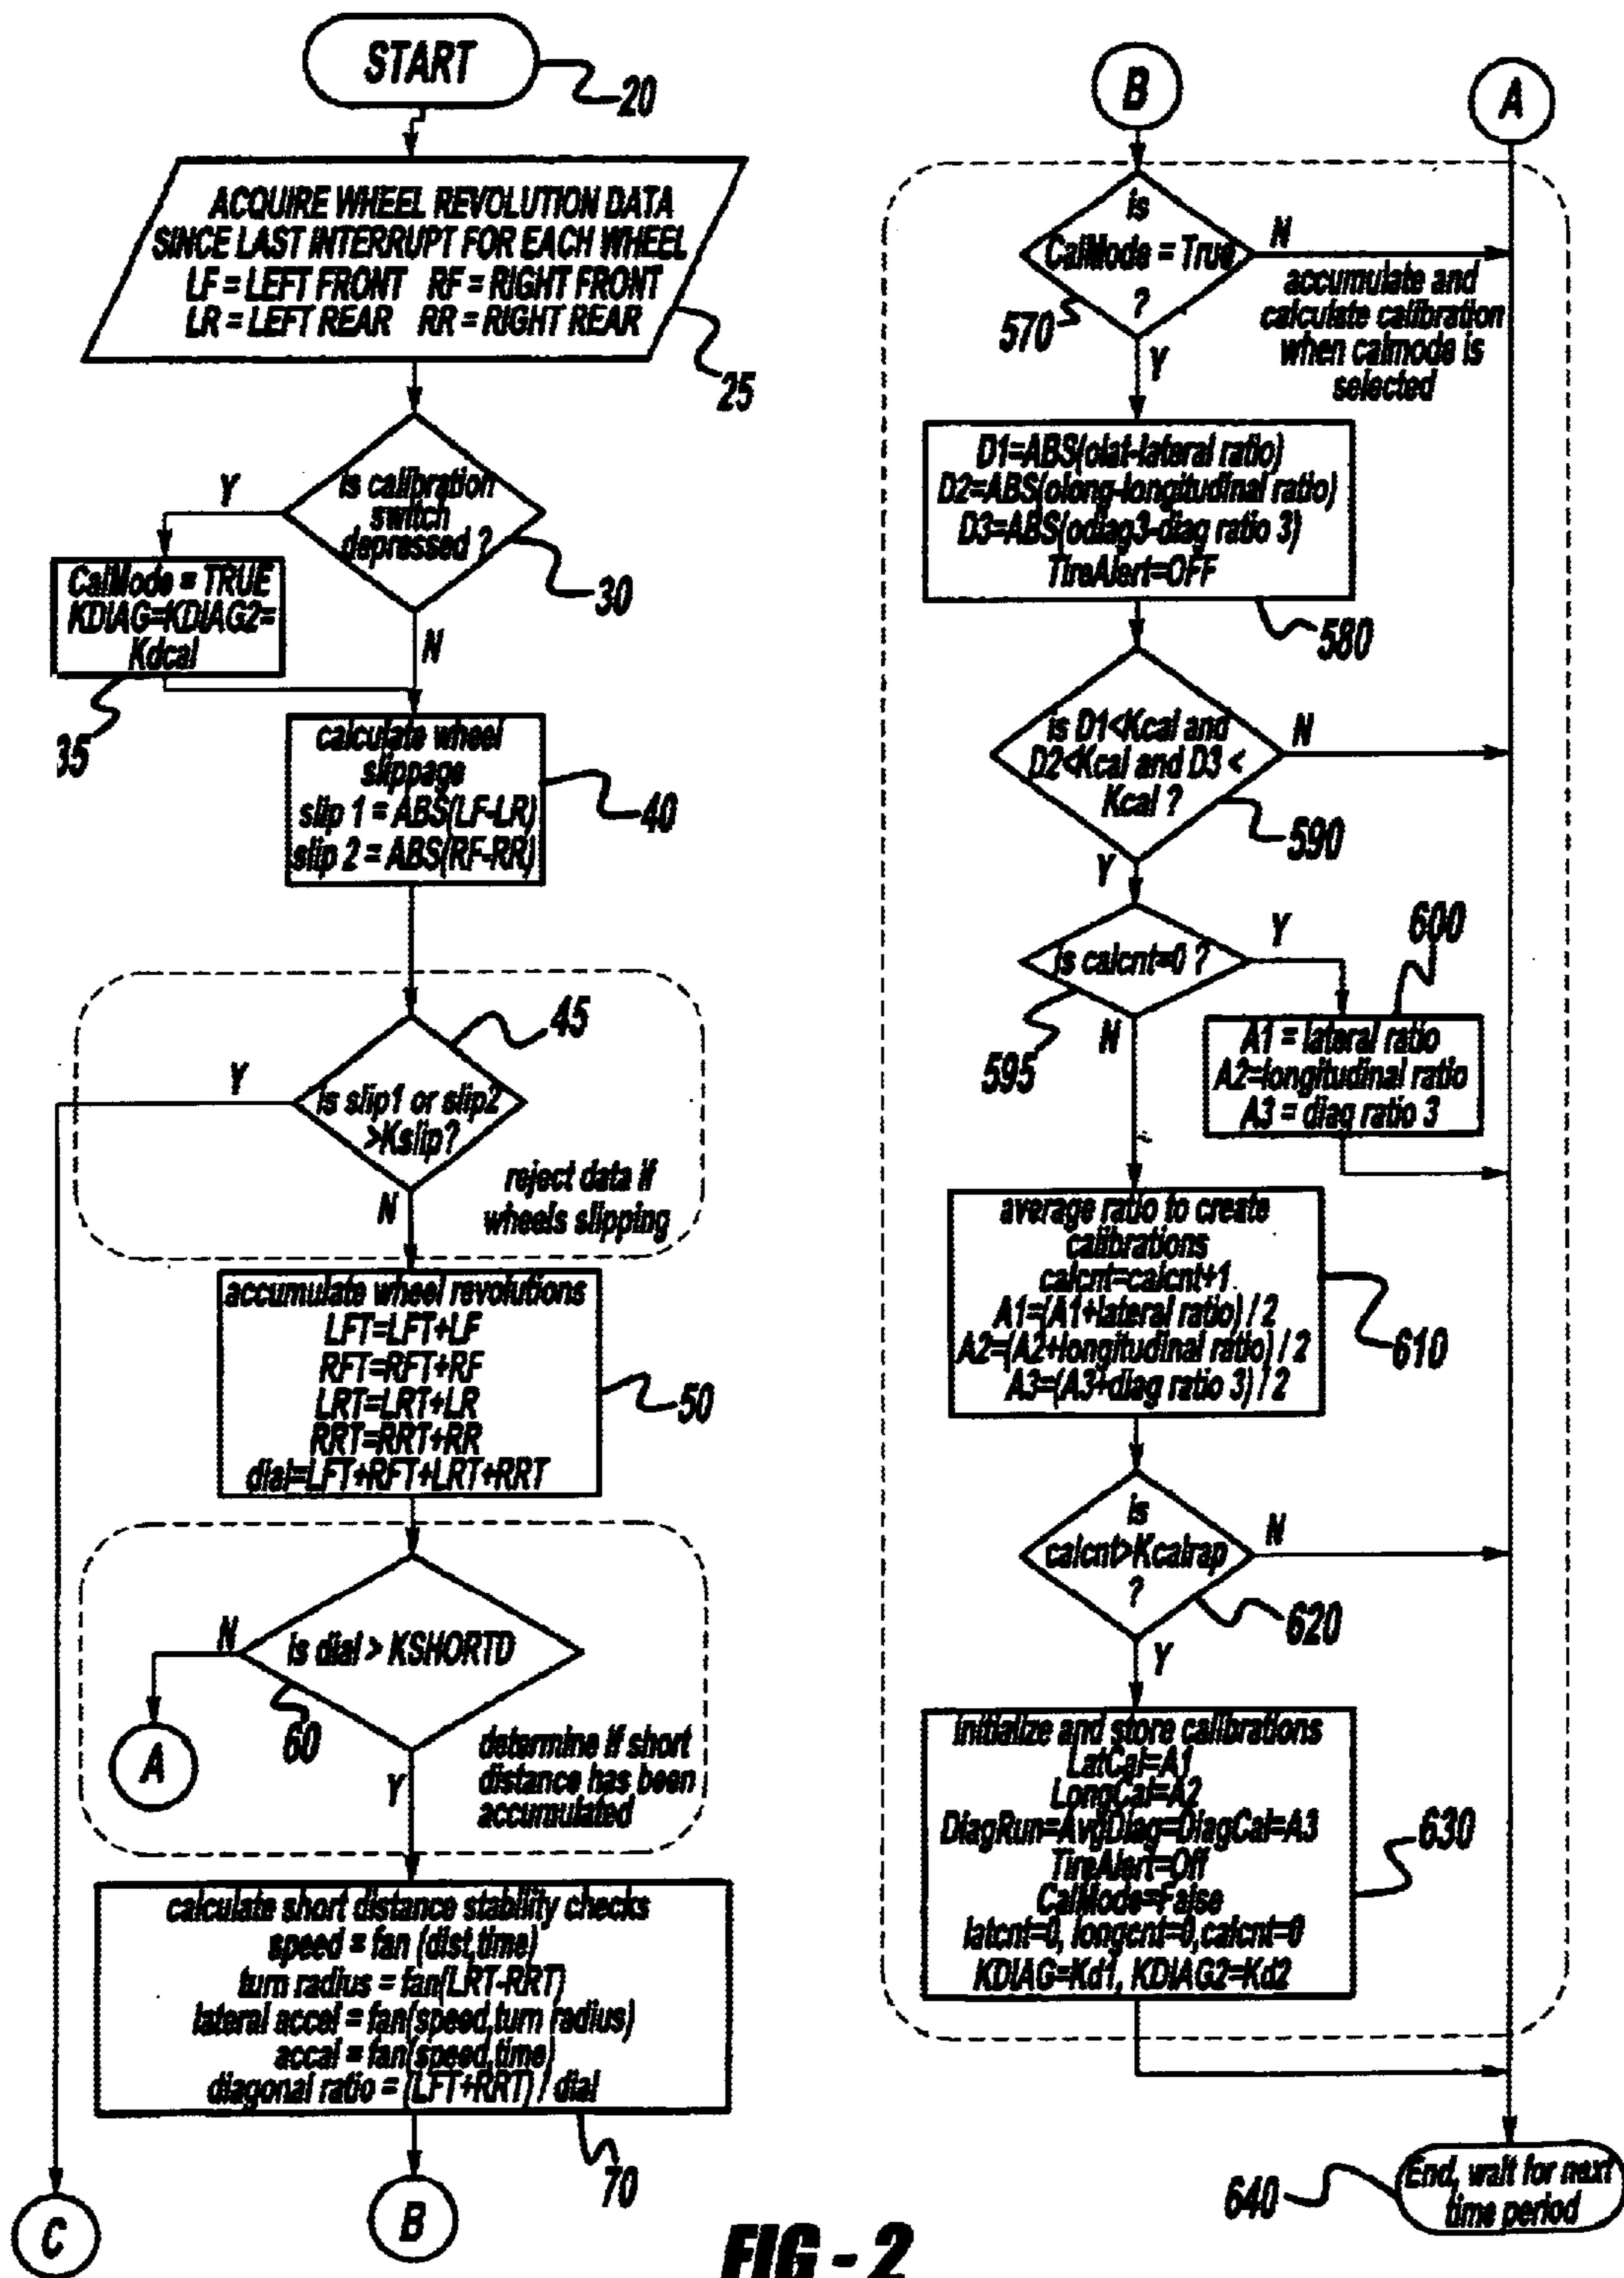 START
20
ACQUIRE WHEEL REVOLUTION DATA
SINCE LAST INTERRUPT FOR EACH WHEEL
LF = LEFT FRONT RF = RIGHT FRONT
LR = LEFT REAR RR = RIGHT REAR
25
is calibration
switch
depressed ?
Y
30
N
CalMode = TRUE
KDIAG=KDIAG2=
Kdcal
35
calculate wheel
slippage
slip 1 = ABS(LF-LR)
slip 2 = ABS(RF-RR)
40
45
Y
is slip1 or slip2
>Kslip?
N
reject data if
wheels slipping
accumulate wheel revolutions
LFT=LFT+LF
RFT=RFT+RF
LRT=LRT+LR
RRT=RRT+RR
dial=LFT+RFT+LRT+RRT
50
N
is dial > KSHORTD
60
A
Y
determine if short
distance has been
accumulated
calculate short distance stability checks
speed = fan (dist,time)
turn radius = fan(LRT-RRT)
lateral accel = fan(speed,turn radius)
accal = fan(speed,time)
diagonal ratio = (LFT+RRT) / dial
70
C
B
B
A
is
CalMode = True
?
N
570
Y
accumulate and
calculate calibration
when calmode is
selected
D1=ABS(olat-lateral ratio)
D2=ABS(olong-longitudinal ratio)
D3=ABS(odiag3-diag ratio 3)
TireAlert=OFF
580
is D1<Kcal and
D2<Kcal and D3 <
Kcal ?
N
590
Y
is calcnt=0 ?
Y
595
N
600
A1 = lateral ratio
A2=longitudinal ratio
A3 = diag ratio 3
average ratio to create
calibrations
calcnt=calcnt+1
A1=(A1+lateral ratio) / 2
A2=(A2+longitudinal ratio) / 2
A3=(A3+diag ratio 3) / 2
610
is
calcnt>Kcalrap
?
N
620
Y
initialize and store calibrations
LatCal=A1
LongCal=A2
DiagRun=AvgDiag=DiagCal=A3
TireAlert=Off
CalMode=False
latcnt=0, longcnt=0,calcnt=0
KDIAG=Kd1, KDIAG2=Kd2
630
End, wait for next
time period
640
FIG - 2